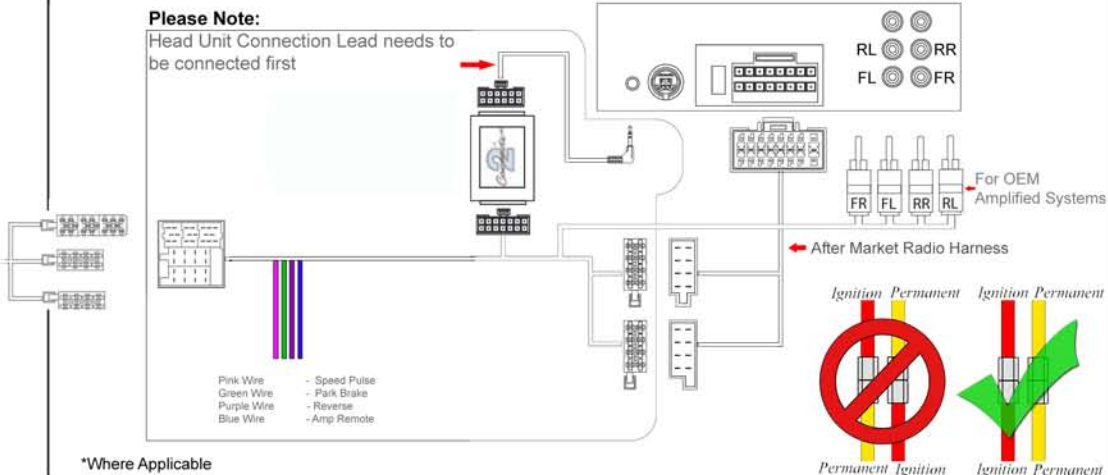 Please Note:
Head Unit Connection Lead needs to
be connected first
RL RR
FL FR
FR FL RR RL
For OEM
Amplified Systems
After Market Radio Harness
Ignition Permanent Ignition Permanent
Pink Wire - Speed Pulse
Green Wire - Park Brake
Purple Wire - Reverse
Blue Wire - Amp Remote
*Where Applicable
Permanent Ignition Ignition Permanent